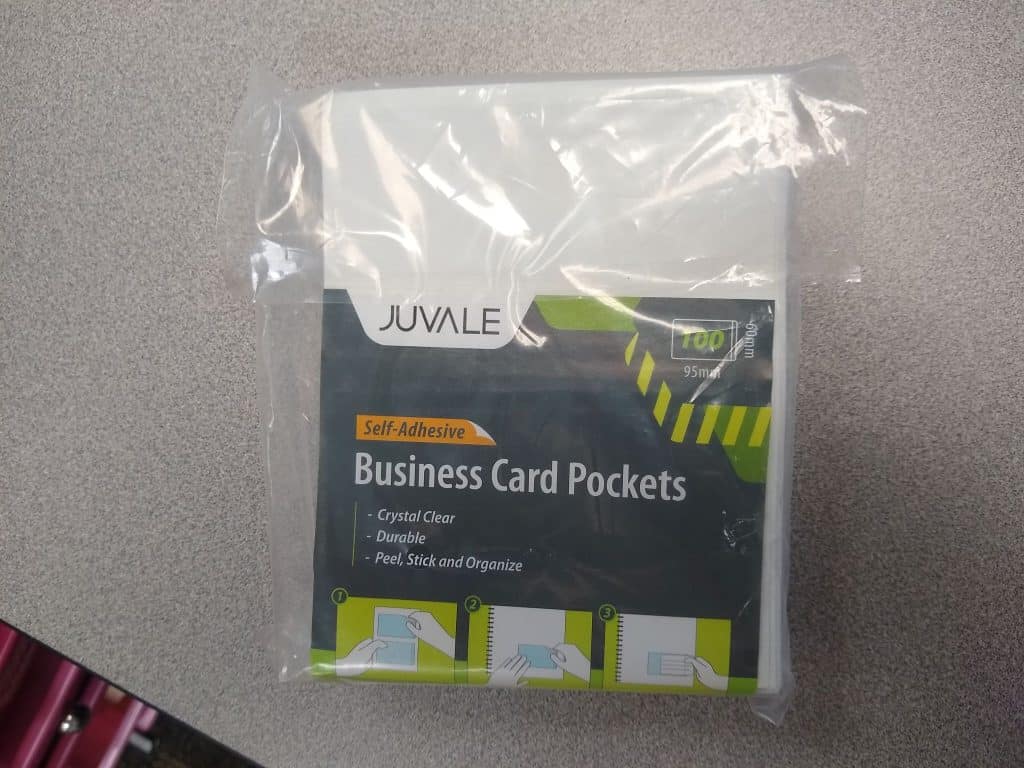 JUVALE
100
60mm
95mm
Self-Adhesive
Business Card Pockets
- Crystal Clear
- Durable
- Peel, Stick and Organize
1
2
3